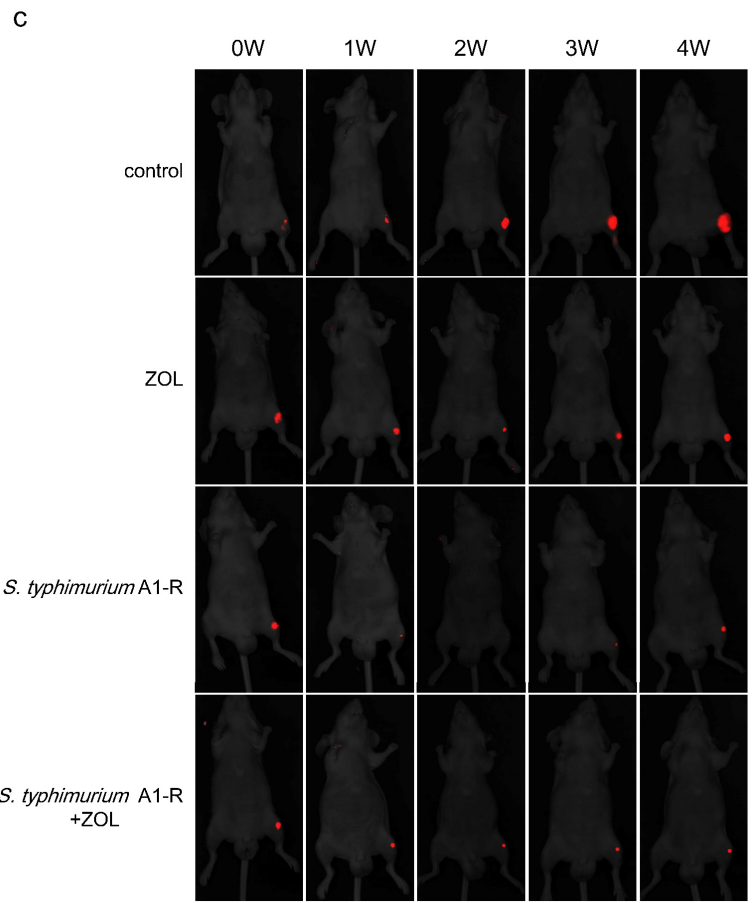 C
0W 1W 2W 3W 4W
control
ZOL
S. typhimurium A1-R
S. typhimurium A1-R
+ZOL